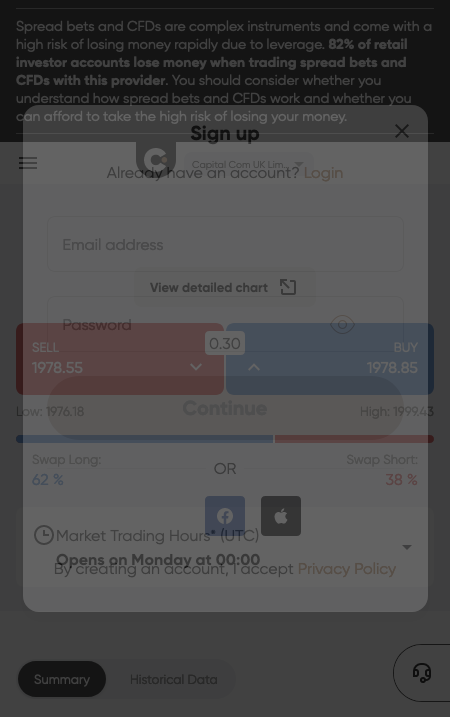 Spread bets and CFDs are complex instruments and come with a
high risk of losing money rapidly due to leverage. 82% of retail
investor accounts lose money when trading spread bets and
CFDs with this provider. You should consider whether you
understand how spread bets and CFDs work and whether you
can afford to take the high risk of losing your money.
Sign up
Capital Com UK Lim...
Already have an account? Login
Email address
View detailed chart
Password
0.30
SELL
1978.55
BUY
1978.85
Low: 1976.18
Continue
High: 1999.43
Swap Long:
62 %
OR
Swap Short:
38 %
Market Trading Hours* (UTC)
Opens on Monday at 00:00
By creating an account, I accept Privacy Policy
Summary
Historical Data